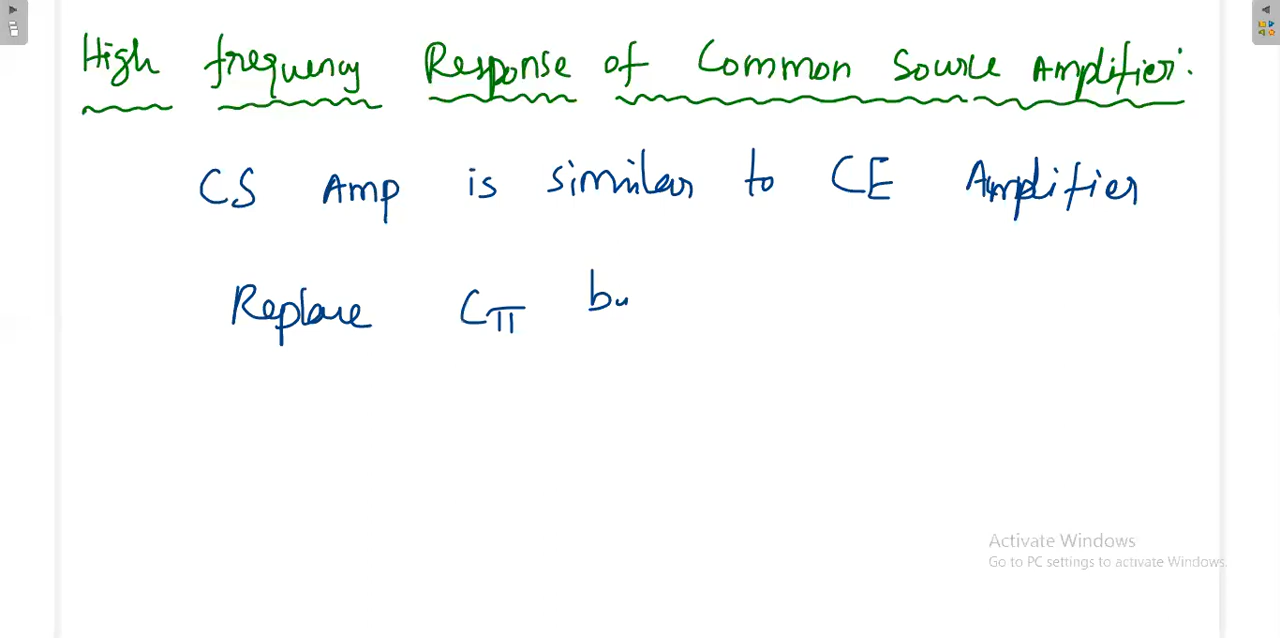 High frequency Response of Common Source Amplifier:
CS Amp is similar to CE Amplifier
Replace Cπ
Activate Windows
Go to PC settings to activate Windows.